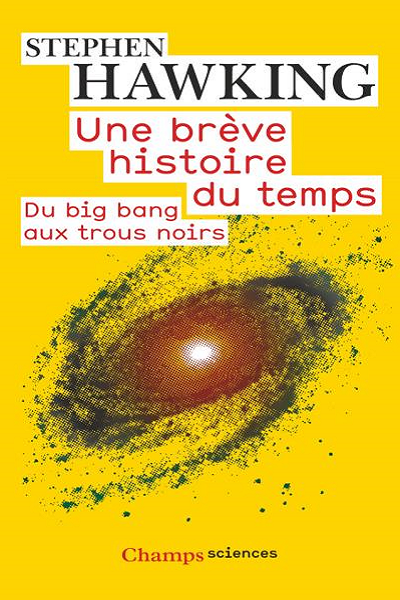 STEPHEN
HAWKING
Une brève
histoire
du temps
Du big bang
aux trous noirs
Champs sciences